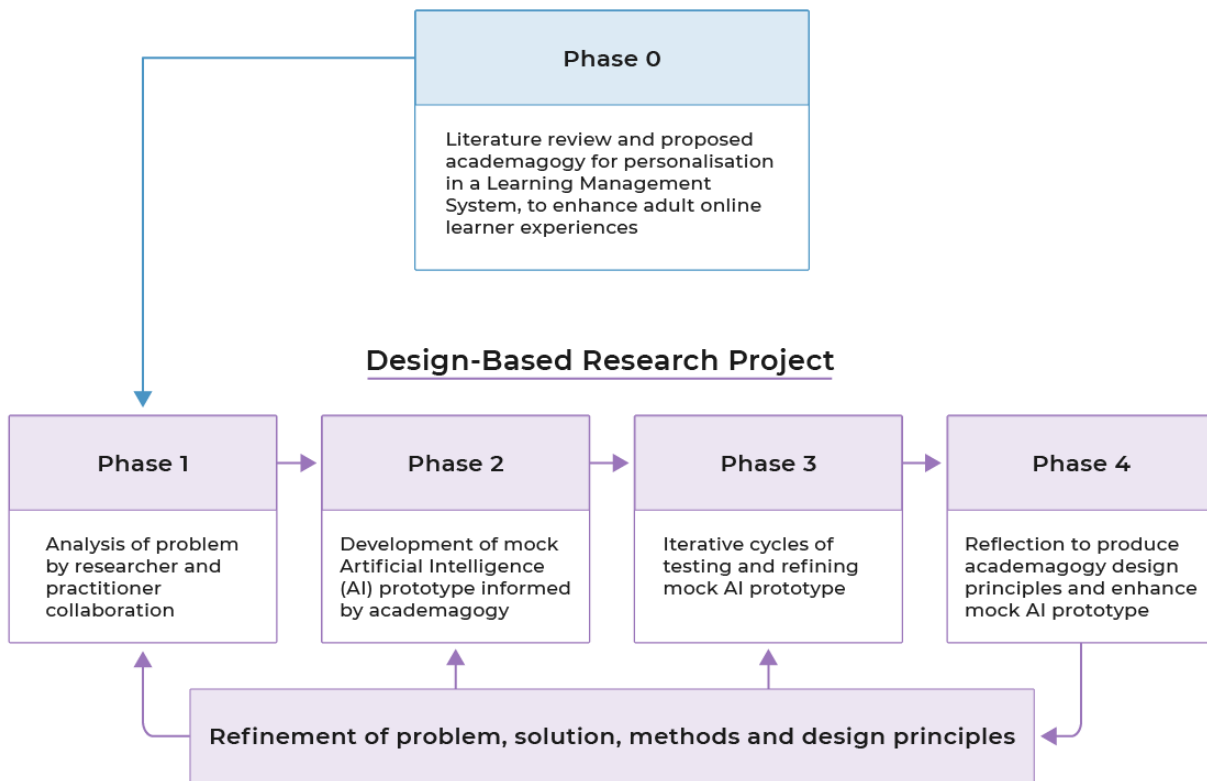 Phase 0
Literature review and proposed
academagogy for personalisation
in a Learning Management
System, to enhance adult online
learner experiences
Design-Based Research Project
Phase 1
Analysis of problem
by researcher and
practitioner
collaboration
Phase 2
Development of mock
Artificial Intelligence
(AI) prototype informed
by academagogy
Phase 3
Iterative cycles of
testing and refining
mock AI prototype
Phase 4
Reflection to produce
academagogy design
principles and enhance
mock AI prototype
Refinement of problem, solution, methods and design principles